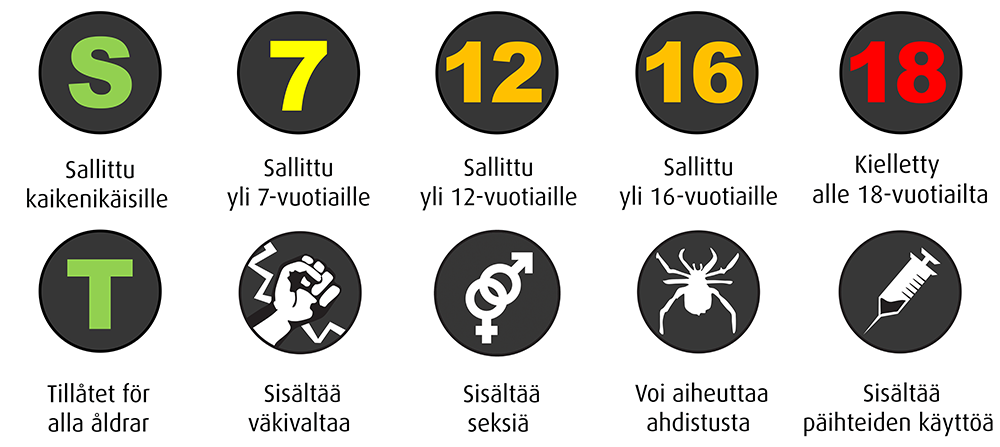 S
Sallittu
kaikenikäisille
7
Sallittu
yli 7-vuotiaille
12
Sallittu
yli 12-vuotiaille
16
Sallittu
yli 16-vuotiaille
18
Kielletty
alle 18-vuotiailta
T
Tillåtet för
alla åldrar
Sisältää
väkivaltaa
Sisältää
seksiä
Voi aiheuttaa
ahdistusta
Sisältää
päihteiden käyttöä